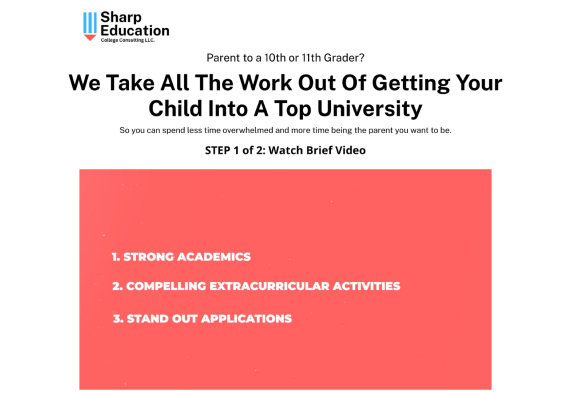 Sharp
Education
College Consulting LLC.
Parent to a 10th or 11th Grader?
We Take All The Work Out Of Getting Your
Child Into A Top University
So you can spend less time overwhelmed and more time being the parent you want to be.
STEP 1 of 2: Watch Brief Video
1. STRONG ACADEMICS
2. COMPELLING EXTRACURRICULAR ACTIVITIES
3. STAND OUT APPLICATIONS